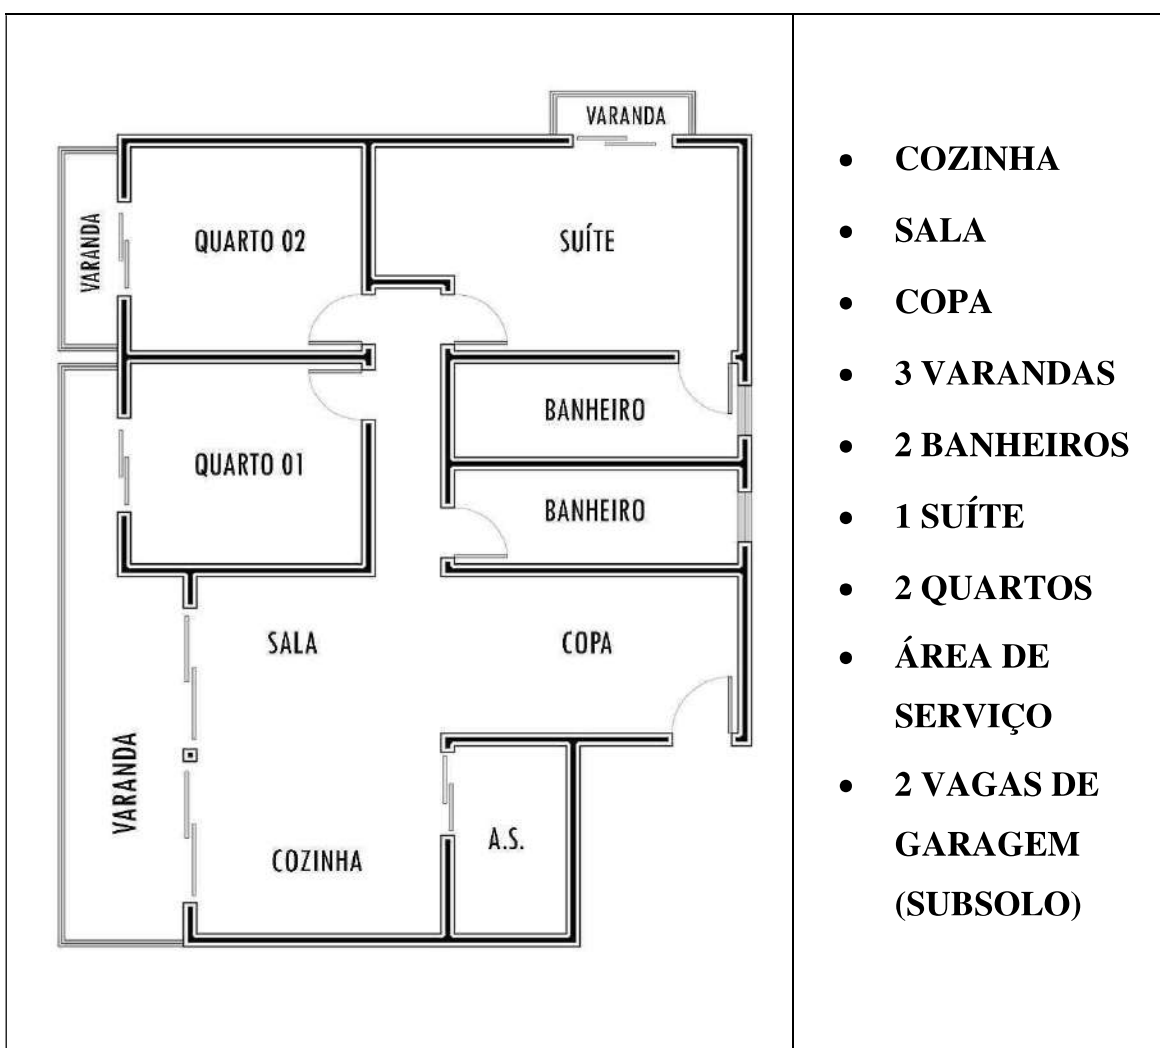 VARANDA
VARANDA
QUARTO 02
SUÍTE
BANHEIRO
QUARTO 01
BANHEIRO
SALA
COPA
VARANDA
A.S.
COZINHA
• COZINHA
• SALA
• COPA
• 3 VARANDAS
• 2 BANHEIROS
• 1 SUÍTE
• 2 QUARTOS
• ÁREA DE
SERVIÇO
• 2 VAGAS DE
GARAGEM
(SUBSOLO)